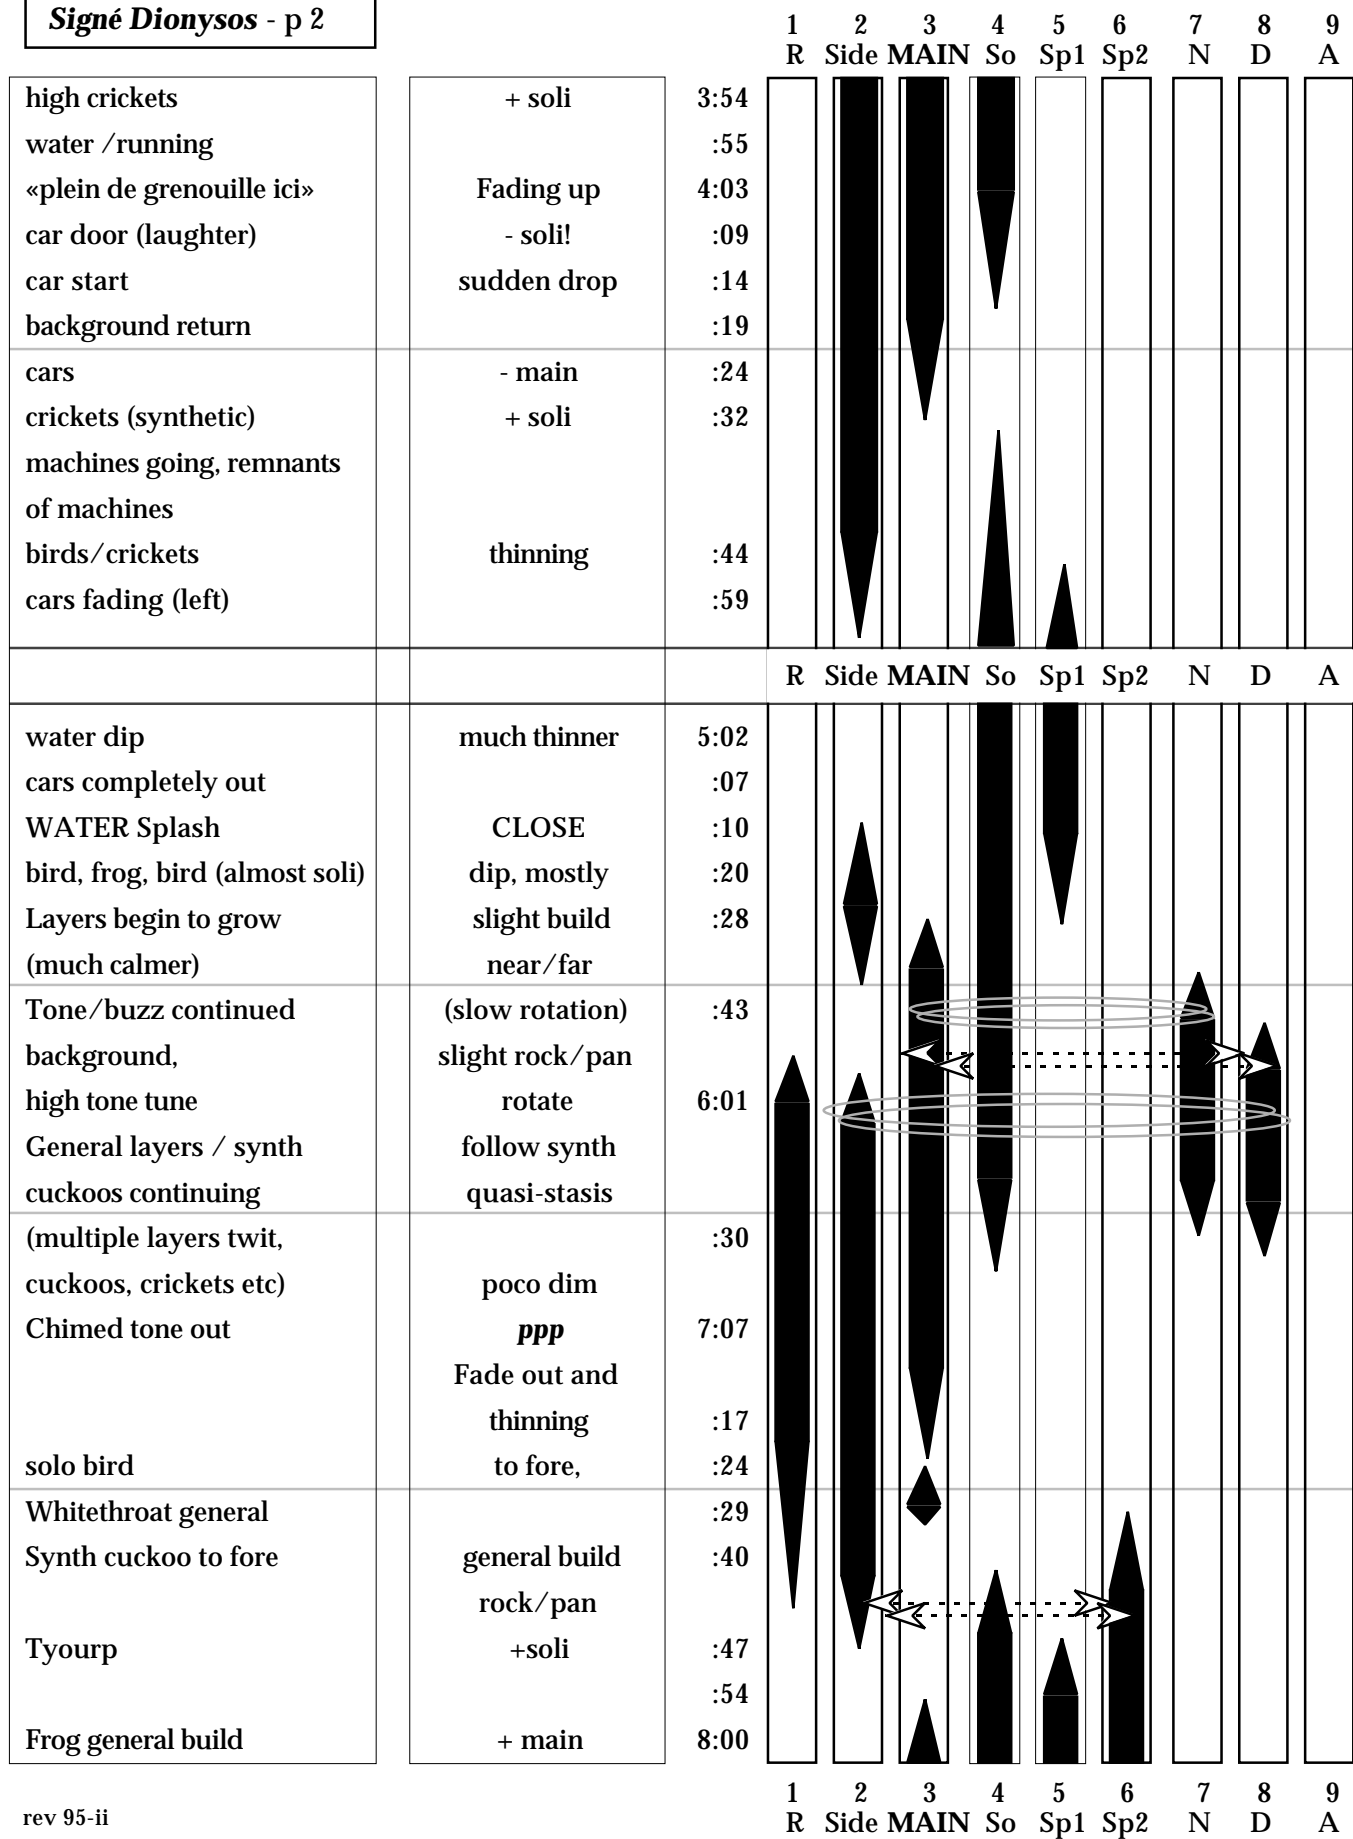 Signé Dionysos - p 2
1 2 3 4 5 6 7 8 9
R Side MAIN So Sp1 Sp2 N D A
high crickets + soli 3:54
water /running :55
«plein de grenouille ici» Fading up 4:03
car door (laughter) - soli! :09
car start sudden drop :14
background return :19
cars - main :24
crickets (synthetic) + soli :32
machines going, remnants
of machines
birds/crickets thinning :44
cars fading (left) :59
R Side MAIN So Sp1 Sp2 N D A
water dip much thinner 5:02
cars completely out :07
WATER Splash CLOSE :10
bird, frog, bird (almost soli) dip, mostly :20
Layers begin to grow slight build :28
(much calmer) near/far
Tone/buzz continued (slow rotation) :43
background, slight rock/pan
high tone tune rotate 6:01
General layers / synth follow synth
cuckoos continuing quasi-stasis
(multiple layers twit, :30
cuckoos, crickets etc) poco dim
Chimed tone out ppp 7:07
Fade out and
thinning :17
solo bird to fore, :24
Whitethroat general :29
Synth cuckoo to fore general build :40
rock/pan
Tyourp +soli :47
:54
Frog general build + main 8:00
1 2 3 4 5 6 7 8 9
rev 95-ii R Side MAIN So Sp1 Sp2 N D A